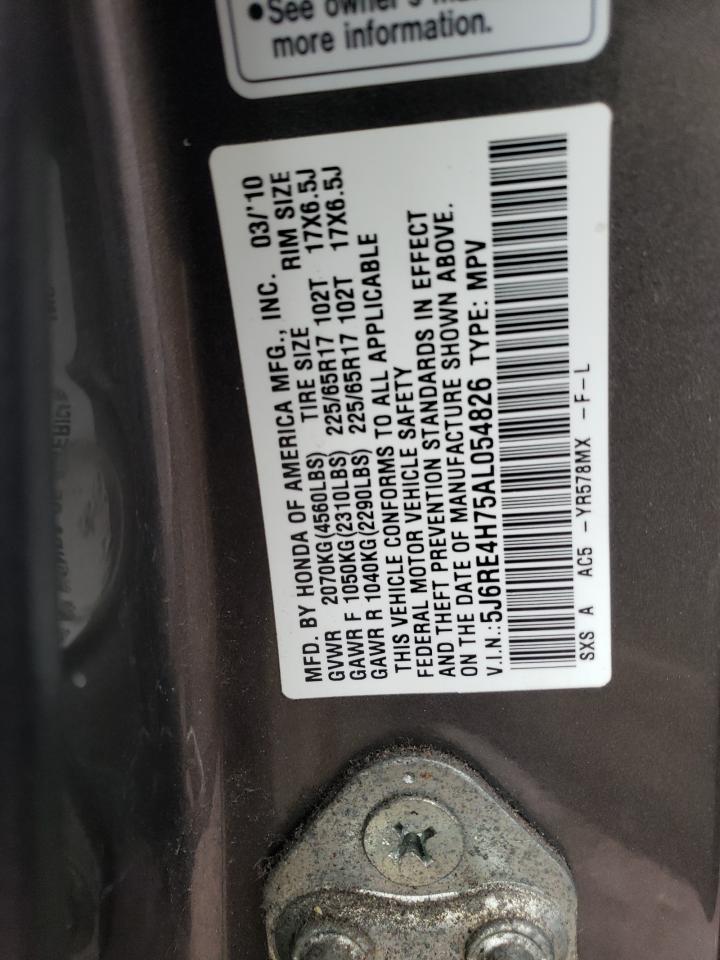 ●See owner's
more information.
MFD. BY HONDA OF AMERICA MFG., INC. 03/'10
GVWR 2070KG(4560LBS) TIRE SIZE RIM SIZE
GAWR F 1050KG(2310LBS) 225/65R17 102T 17X6.5J
GAWR R 1040KG(2290LBS) 225/65R17 102T 17X6.5J
THIS VEHICLE CONFORMS TO ALL APPLICABLE
FEDERAL MOTOR VEHICLE SAFETY
AND THEFT PREVENTION STANDARDS IN EFFECT
ON THE DATE OF MANUFACTURE SHOWN ABOVE.
V.I.N.:5J6RE4H75AL054826 TYPE: MPV
SXS A AC5 -YR578MX -F-L